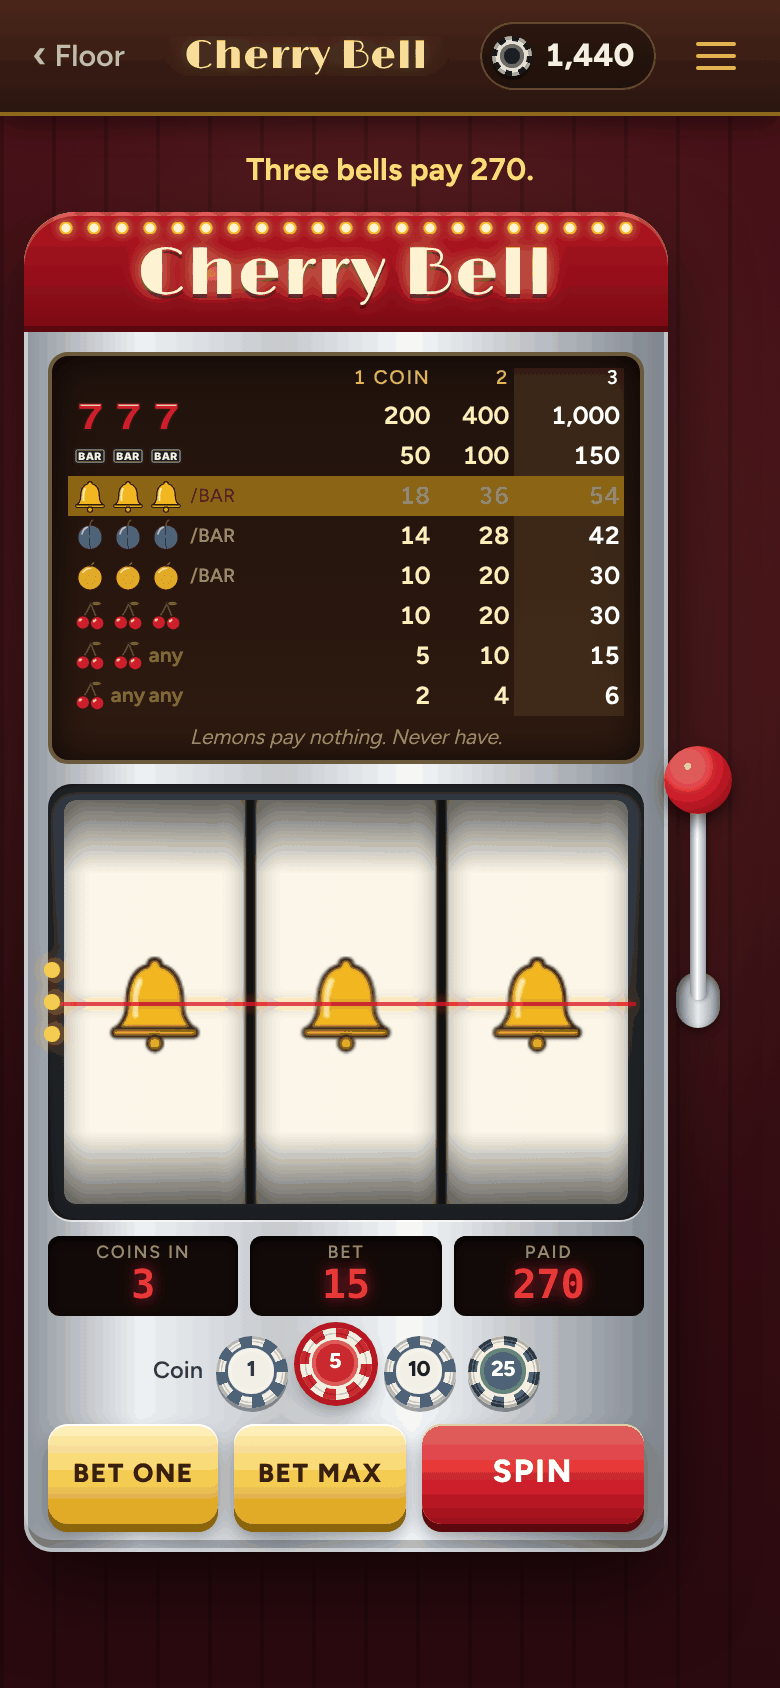 ‹ Floor Cherry Bell 1,440
Three bells pay 270.
Cherry Bell
1 COIN 2 3
7 7 7 200 400 1,000
BAR BAR BAR 50 100 150
/BAR 18 36 54
/BAR 14 28 42
/BAR 10 20 30
10 20 30
any 5 10 15
any any 2 4 6
Lemons pay nothing. Never have.
COINS IN BET PAID
3 15 270
Coin 1 5 10 25
BET ONE BET MAX SPIN